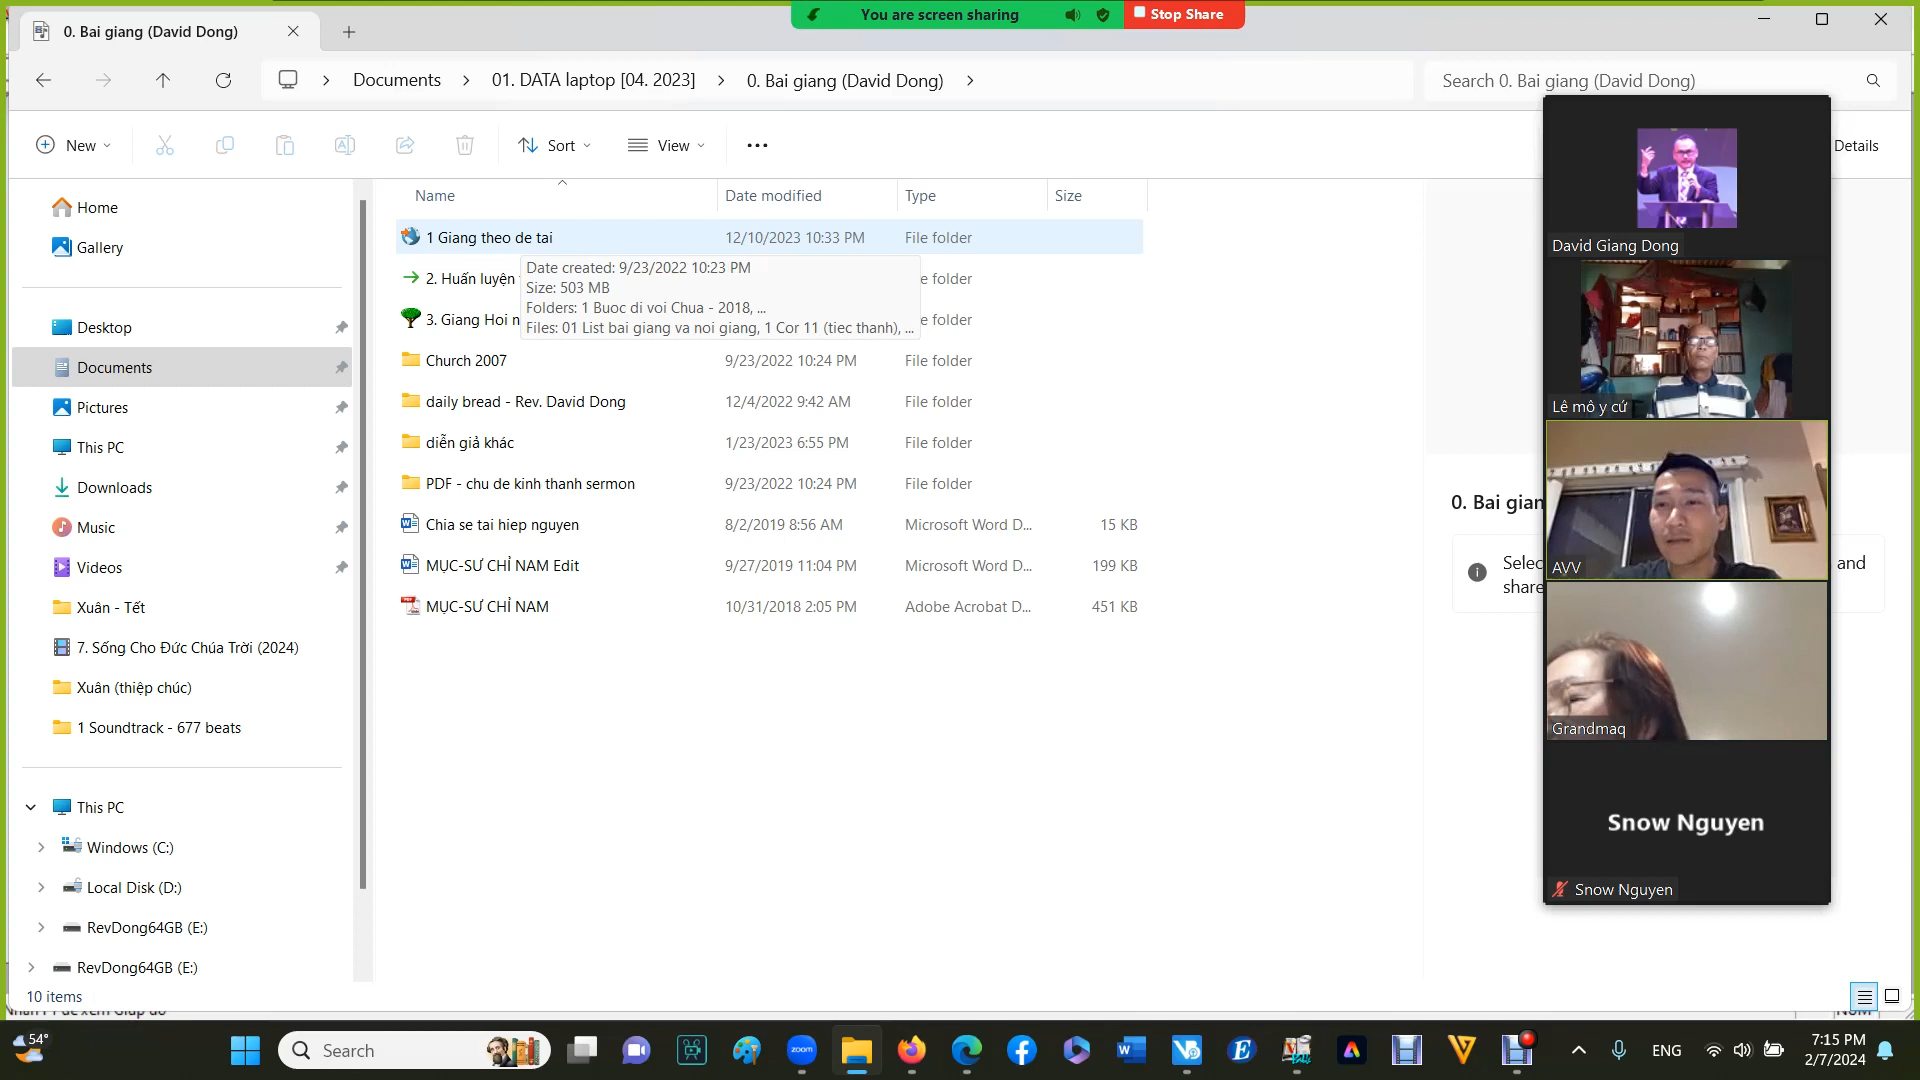 You are screen sharing
Stop Share
0. Bai giang (David Dong)
Documents
01. DATA laptop [04. 2023]
0. Bai giang (David Dong)
Search 0. Bai giang (David Dong)
New
Sort
View
Details
Home
Gallery
Desktop
Documents
Pictures
This PC
Downloads
Music
Videos
Xuân - Tết
7. Sống Cho Đức Chúa Trời (2024)
Xuân (thiệp chúc)
1 Soundtrack - 677 beats
This PC
Windows (C:)
Local Disk (D:)
RevDong64GB (E:)
RevDong64GB (E:)
10 items
Name Date modified Type Size
1 Giang theo de tai 12/10/2023 10:33 PM File folder
2. Huấn luyện e folder
3. Giang Hoi n e folder
Date created: 9/23/2022 10:23 PM
Size: 503 MB
Folders: 1 Buoc di voi Chua - 2018, ...
Files: 01 List bai giang va noi giang, 1 Cor 11 (tiec thanh), ...
Church 2007 9/23/2022 10:24 PM File folder
daily bread - Rev. David Dong 12/4/2022 9:42 AM File folder
diễn giả khác 1/23/2023 6:55 PM File folder
PDF - chu de kinh thanh sermon 9/23/2022 10:24 PM File folder
Chia se tai hiep nguyen 8/2/2019 8:56 AM Microsoft Word D... 15 KB
MỤC-SƯ CHỈ NAM Edit 9/27/2019 11:04 PM Microsoft Word D... 199 KB
MỤC-SƯ CHỈ NAM 10/31/2018 2:05 PM Adobe Acrobat D... 451 KB
0. Bai gian
Selec and
share
David Giang Dong
Lê mô y cứ
AVV
Grandmaq
Snow Nguyen
Snow Nguyen
54°
Search
zoom
ENG
7:15 PM
2/7/2024